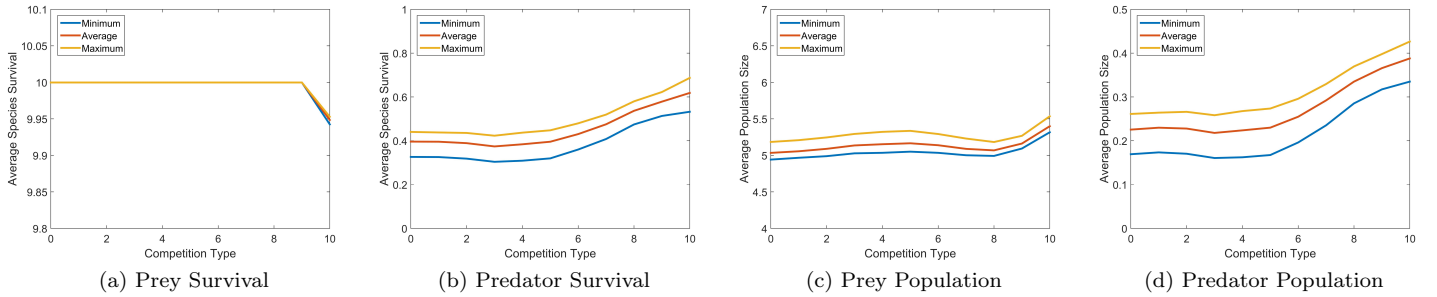 10.1
10.05
10
9.95
9.9
9.85
9.8
Average Species Survival
Minimum
Average
Maximum
0 2 4 6 8 10
Competition Type
(a) Prey Survival
1
0.8
0.6
0.4
0.2
0
Average Species Survival
Minimum
Average
Maximum
0 2 4 6 8 10
Competition Type
(b) Predator Survival
7
6.5
6
5.5
5
4.5
4
Average Population Size
Minimum
Average
Maximum
0 2 4 6 8 10
Competition Type
(c) Prey Population
0.5
0.4
0.3
0.2
0.1
0
Average Population Size
Minimum
Average
Maximum
0 2 4 6 8 10
Competition Type
(d) Predator Population